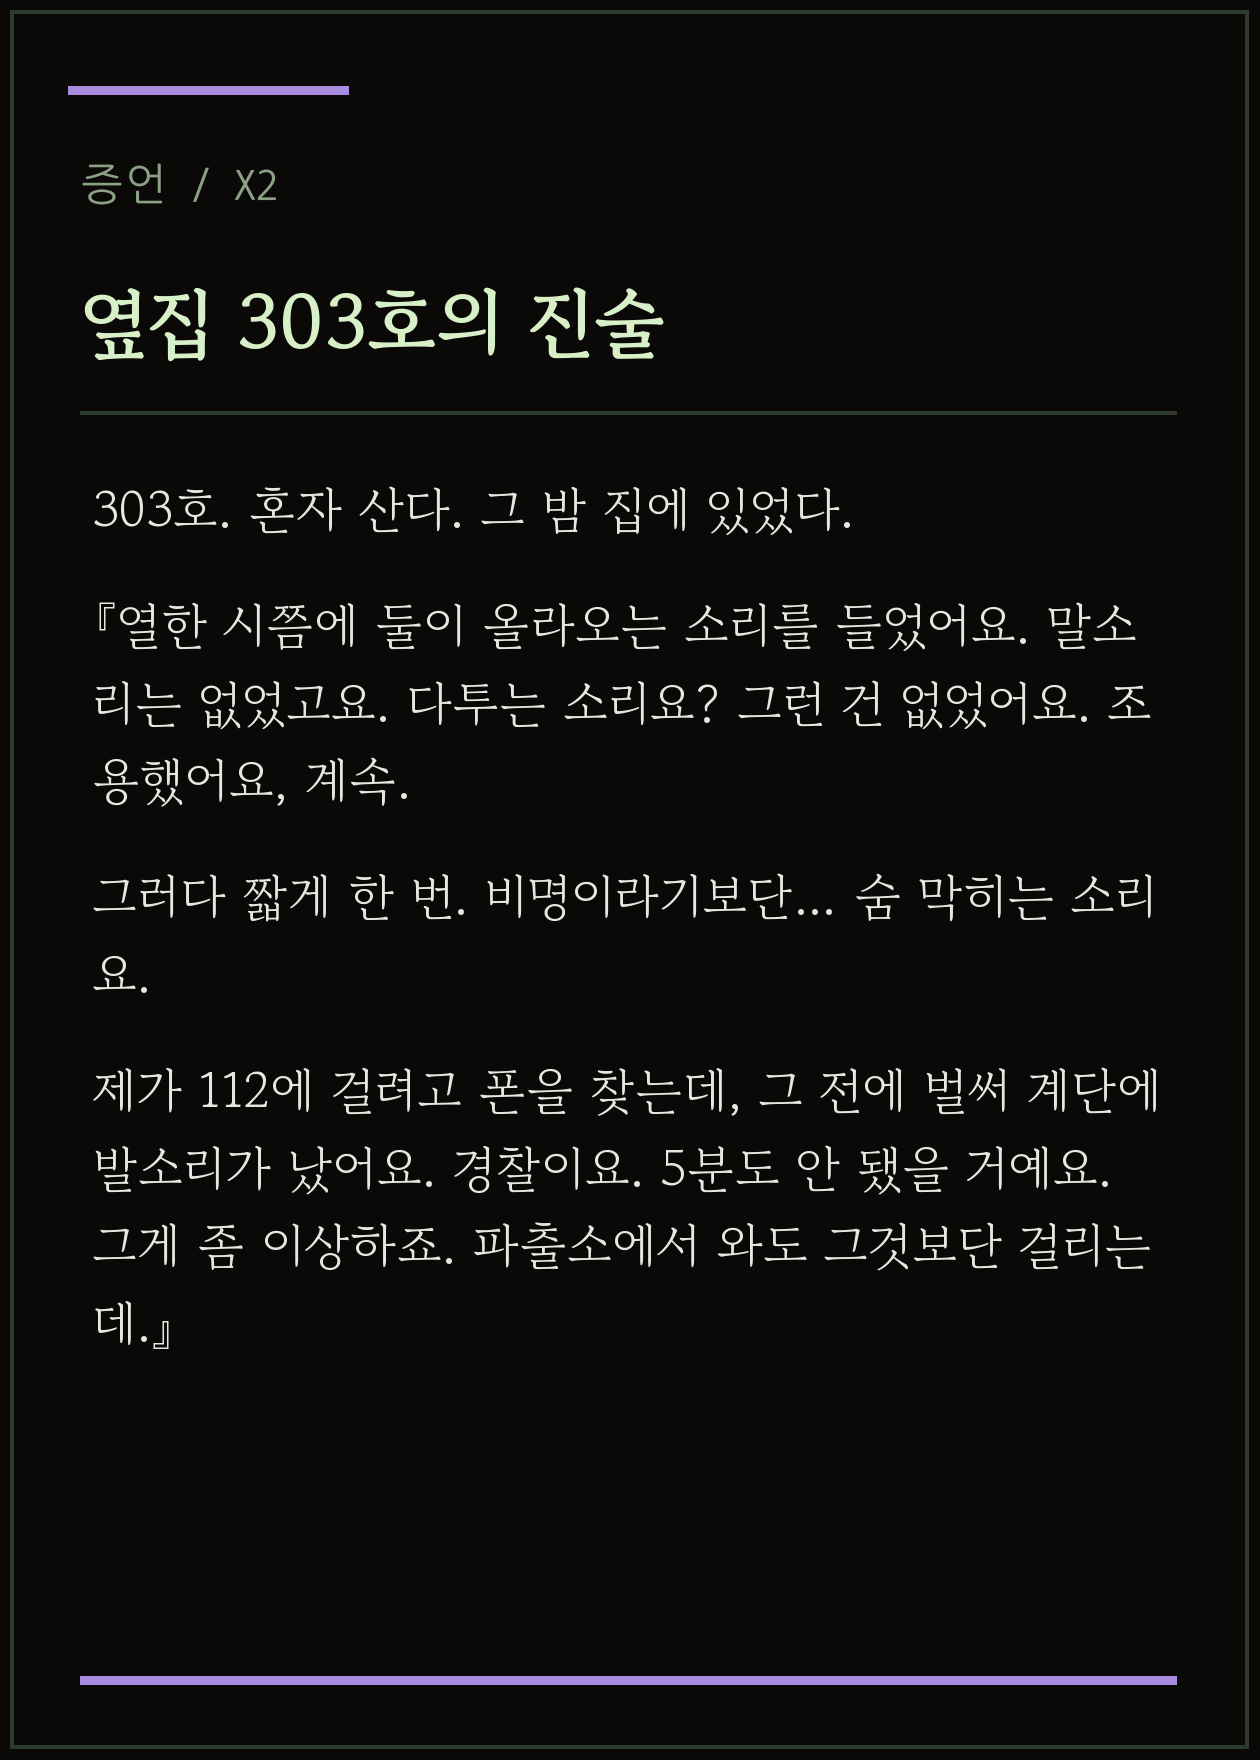 증언 / X2
옆집 303호의 진술
303호. 혼자 산다. 그 밤 집에 있었다.
『열한 시쯤에 둘이 올라오는 소리를 들었어요. 말소
리는 없었고요. 다투는 소리요? 그런 건 없었어요. 조
용했어요, 계속.
그러다 짧게 한 번. 비명이라기보단... 숨 막히는 소리
요.
제가 112에 걸려고 폰을 찾는데, 그 전에 벌써 계단에
발소리가 났어요. 경찰이요. 5분도 안 됐을 거예요.
그게 좀 이상하죠. 파출소에서 와도 그것보단 걸리는
데.』